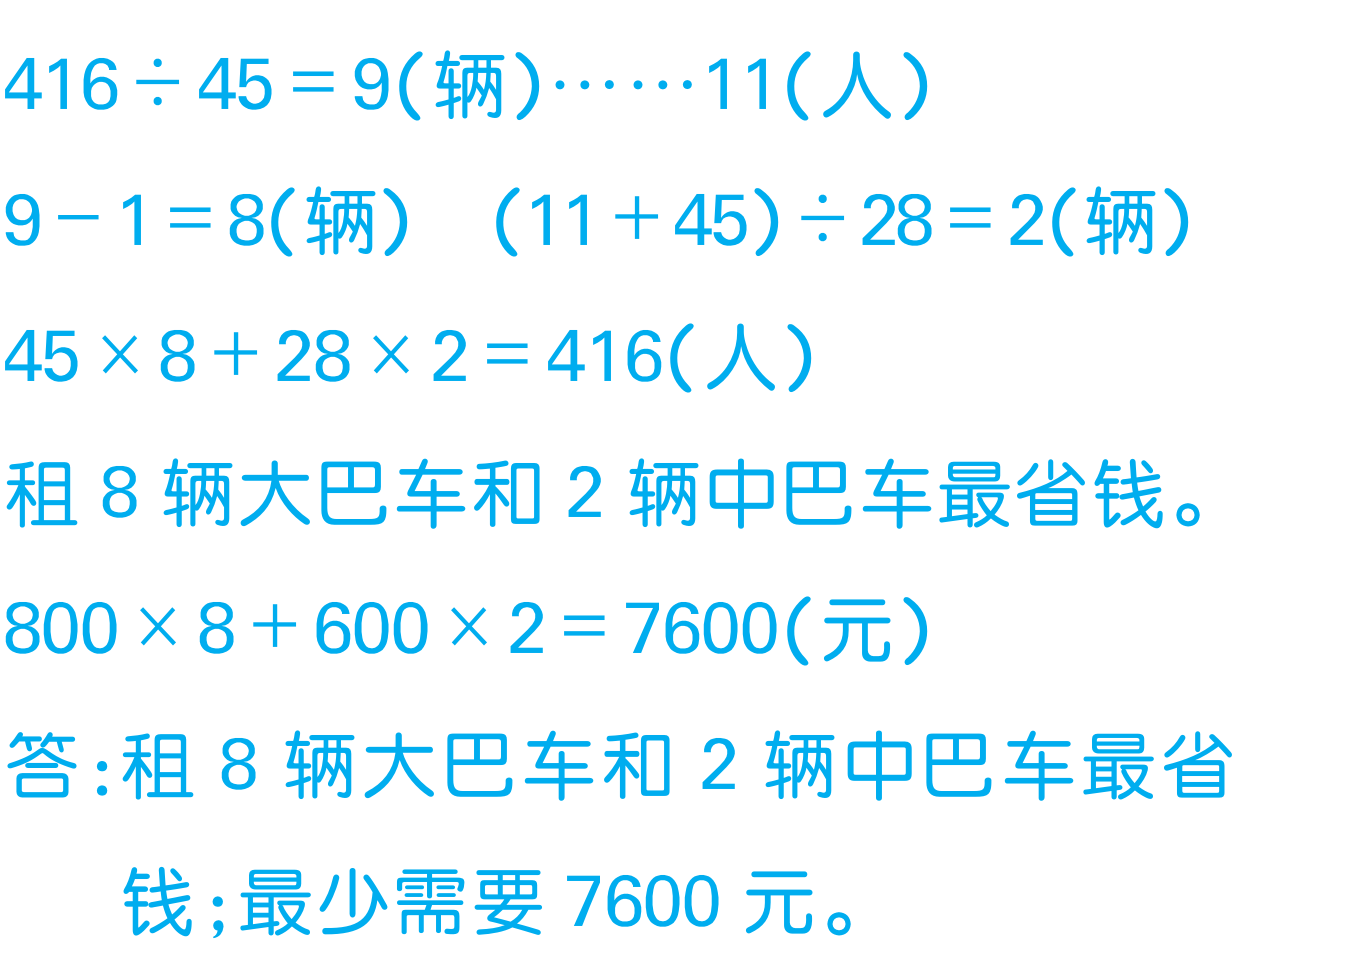 416÷45=9(辆)……11(人)
9-1=8(辆) (11+45)÷28=2(辆)
45×8+28×2=416(人)
租 8 辆大巴车和 2 辆中巴车最省钱。
800×8+600×2=7600(元)
答:租 8 辆大巴车和 2 辆中巴车最省
钱;最少需要 7600 元。